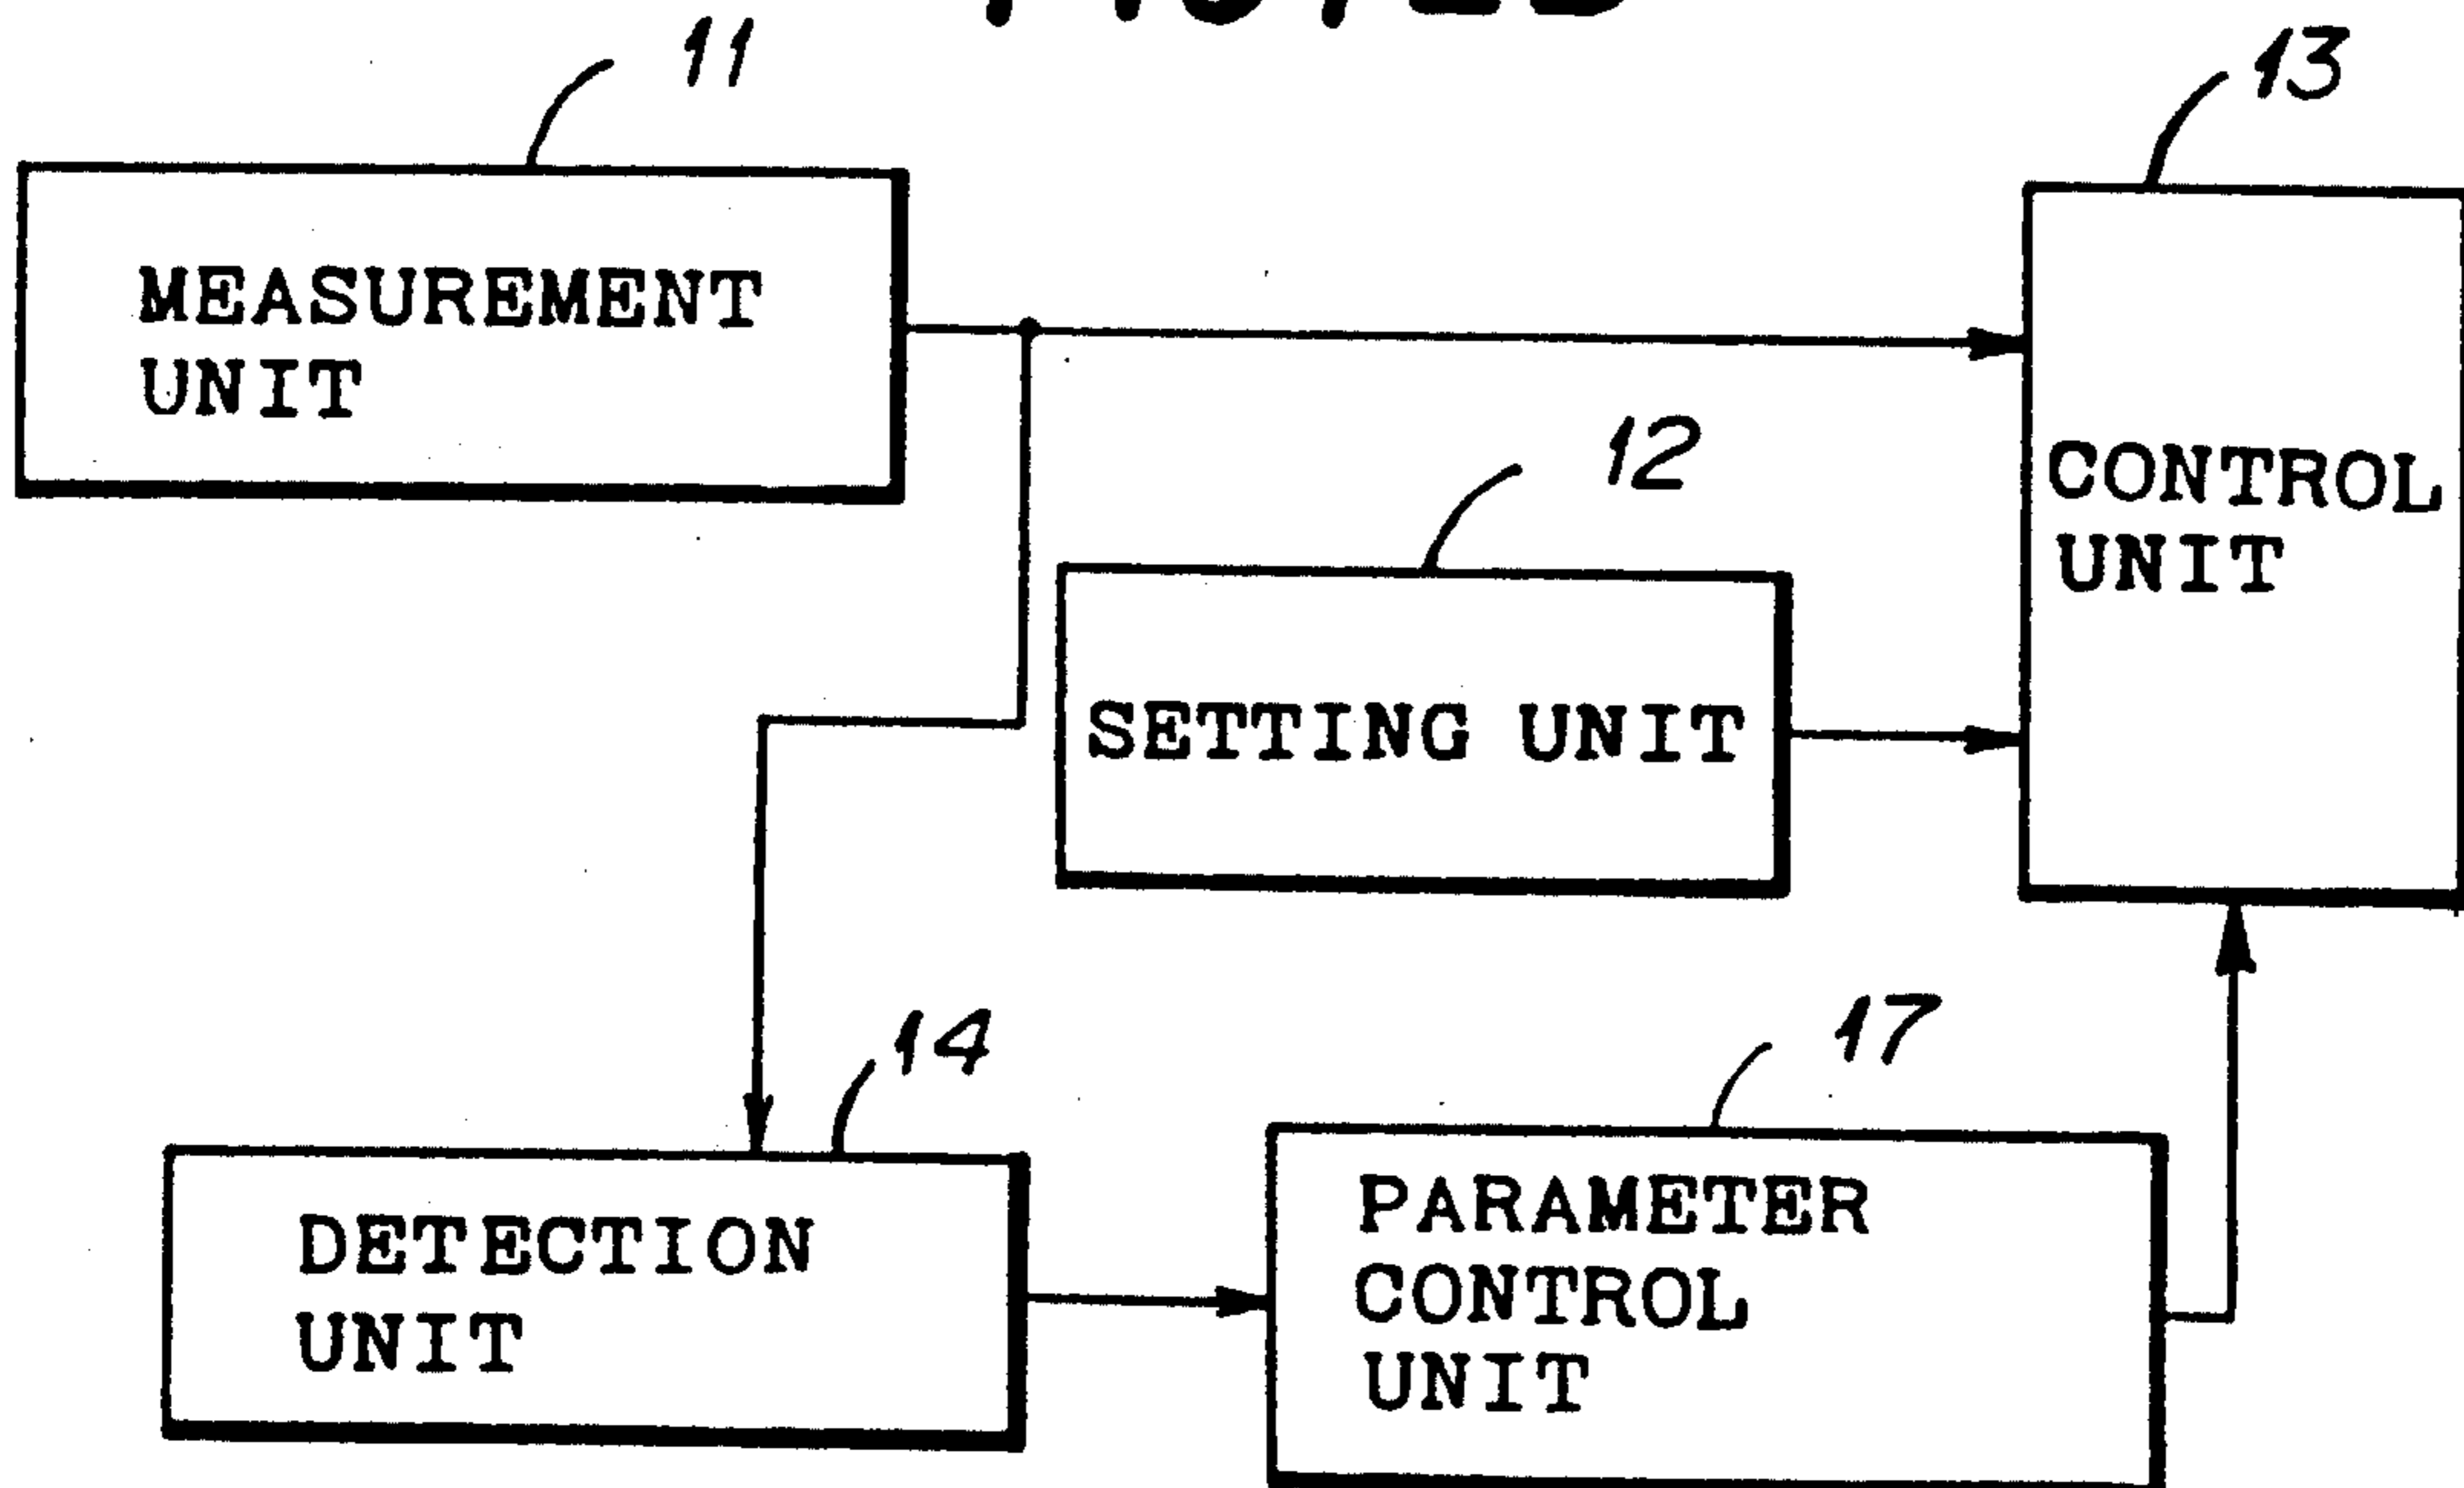 11
13
MEASUREMENT
UNIT
12
CONTROL
UNIT
SETTING UNIT
14
17
DETECTION
UNIT
PARAMETER
CONTROL
UNIT